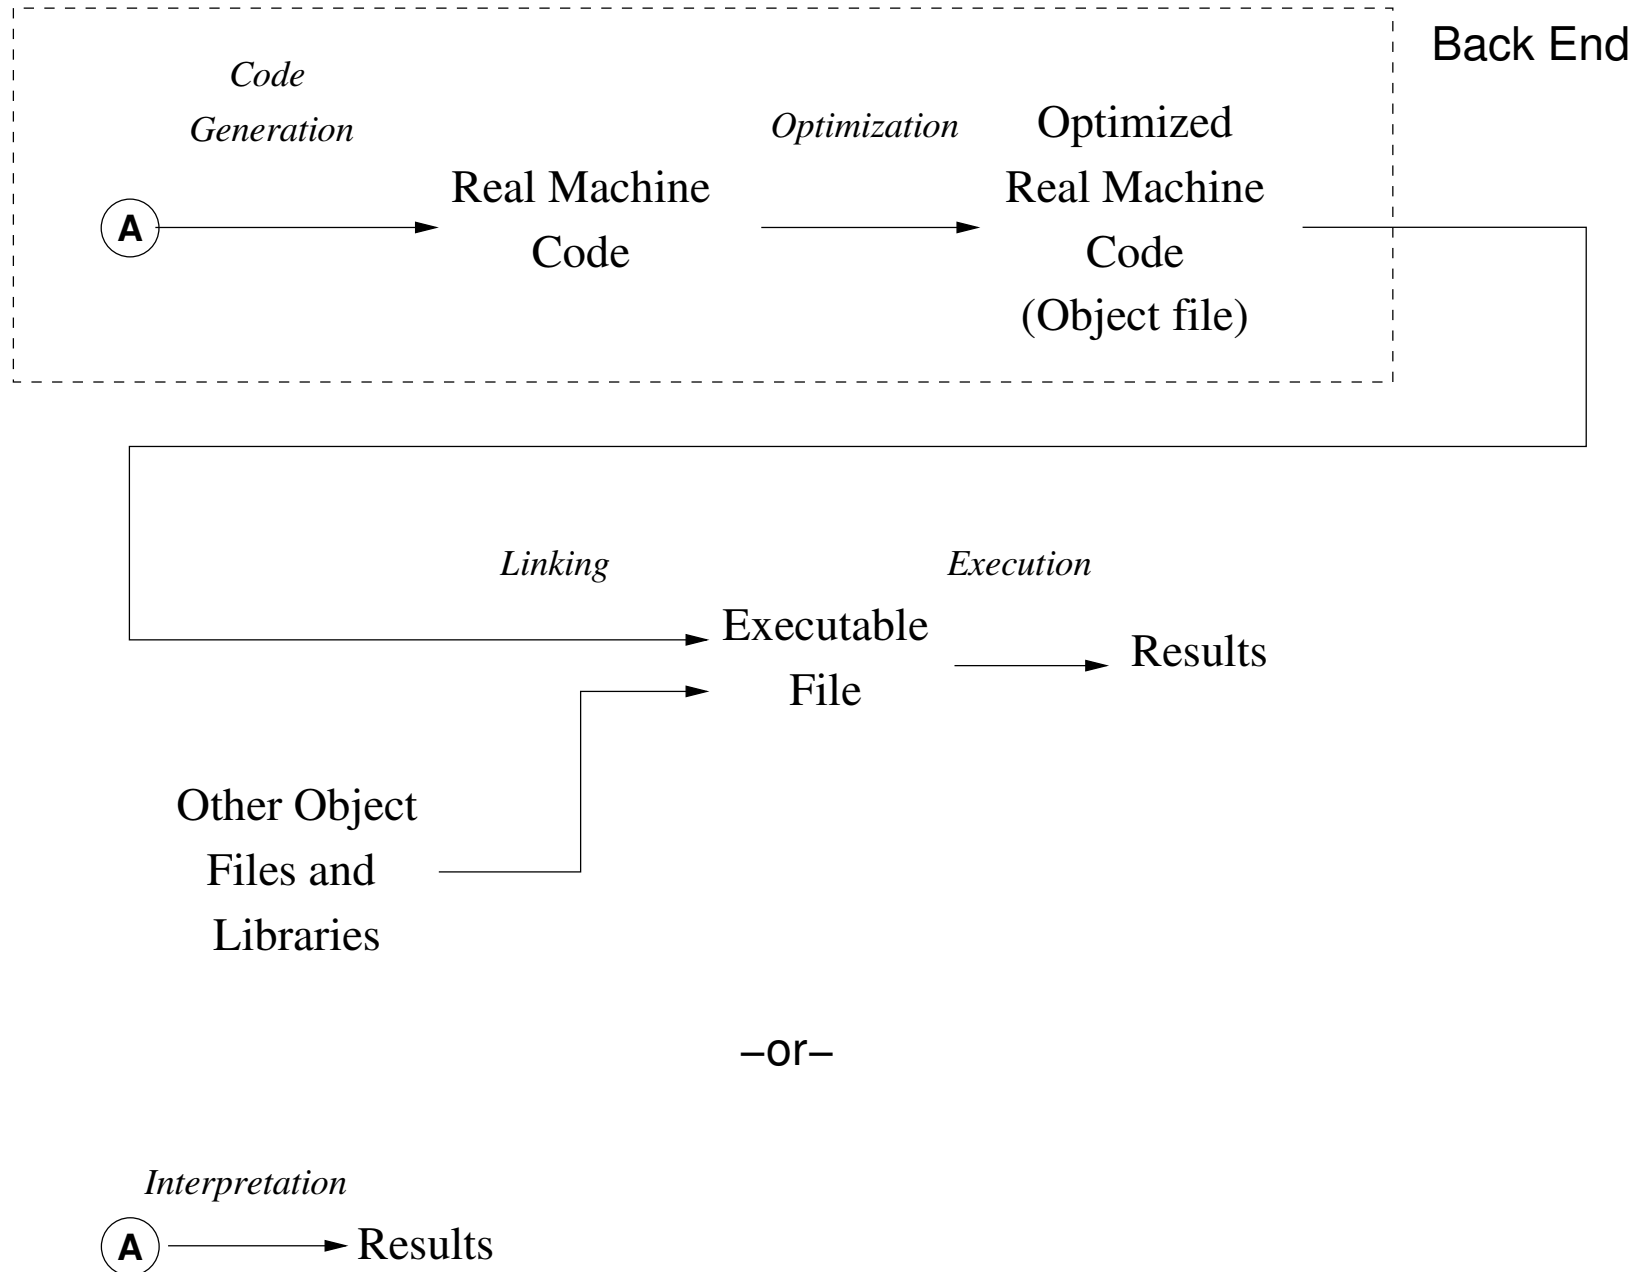 Back End
Code
Generation
Optimization
Optimized
Real Machine
Code
(Object file)
Real Machine
Code
A
Linking
Execution
Executable
File
Results
Other Object
Files and
Libraries
–or–
Interpretation
A
Results